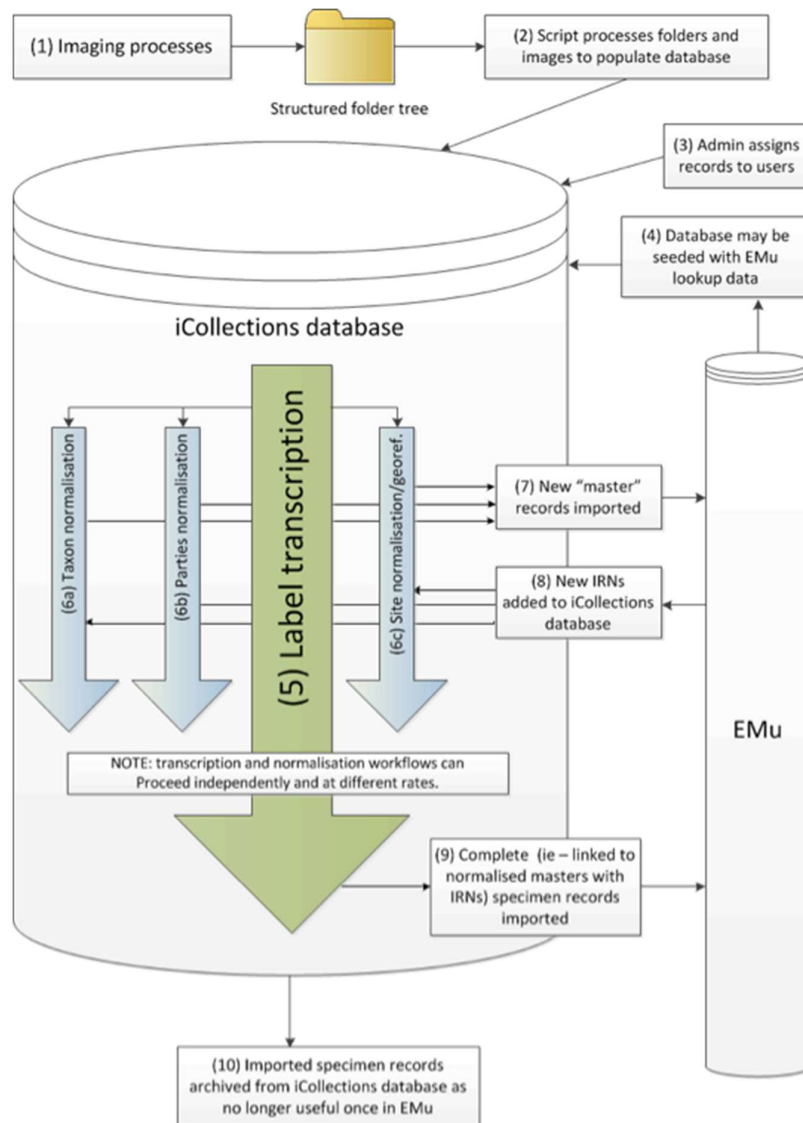 (1) Imaging processes
Structured folder tree
(2) Script processes folders and
images to populate database
(3) Admin assigns
records to users
(4) Database may be
seeded with EMu
lookup data
iCollections database
(5) Label transcription
(6a) Taxon normalisation
(6b) Parties normalisation
(6c) Site normalisation/georef.
(7) New “master”
records imported
(8) New IRNs
added to iCollections
database
EMu
NOTE: transcription and normalisation workflows can
Proceed independently and at different rates.
(9) Complete (ie – linked to
normalised masters with
IRNs) specimen records
imported
(10) Imported specimen records
archived from iCollections database as
no longer useful once in EMu